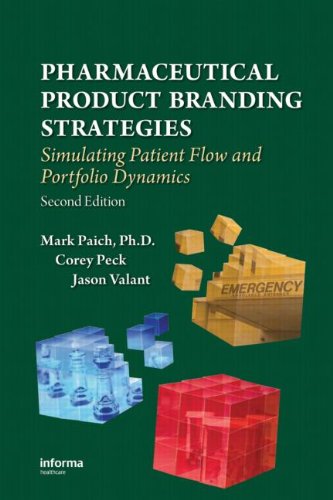 PHARMACEUTICAL
PRODUCT BRANDING
STRATEGIES
Simulating Patient Flow and
Portfolio Dynamics
Second Edition
Mark Paich, Ph.D.
Corey Peck
Jason Valant
EMERGENCY
informa
healthcare